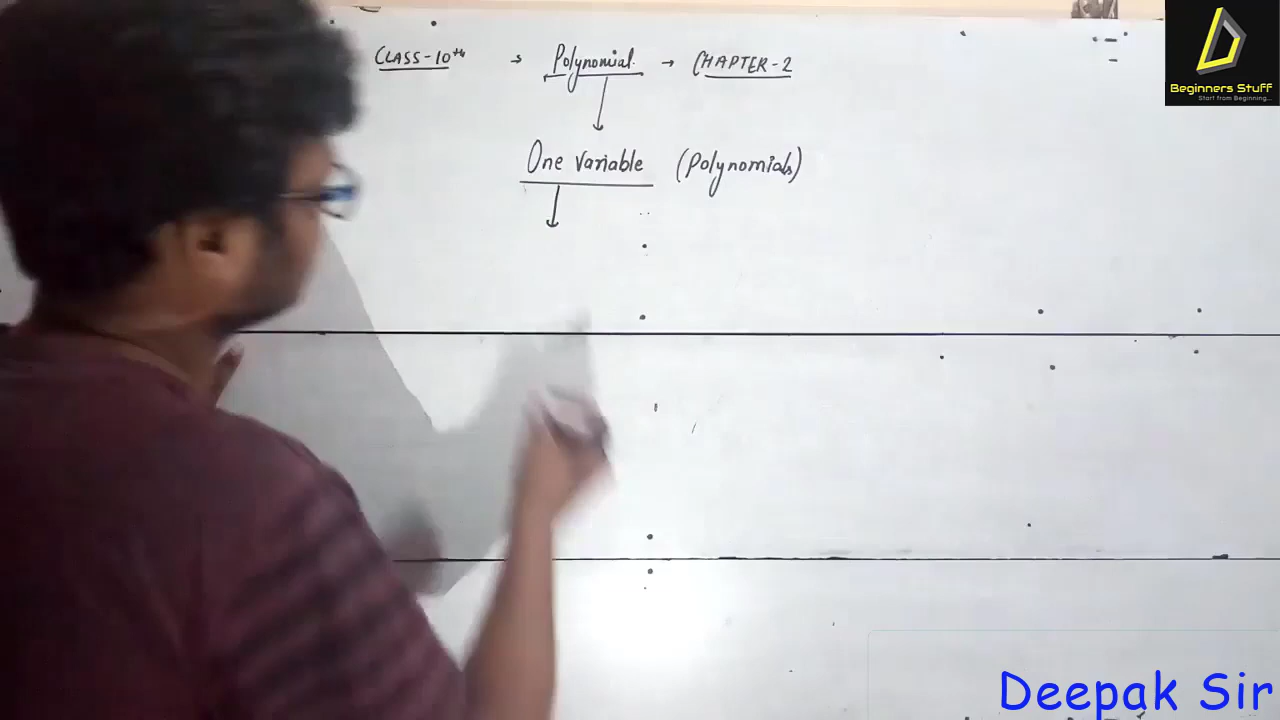 CLASS-10th → Polynomial. → CHAPTER-2
One variable (Polynomials)
Beginners Stuff
Start from Beginning...
Deepak Sir